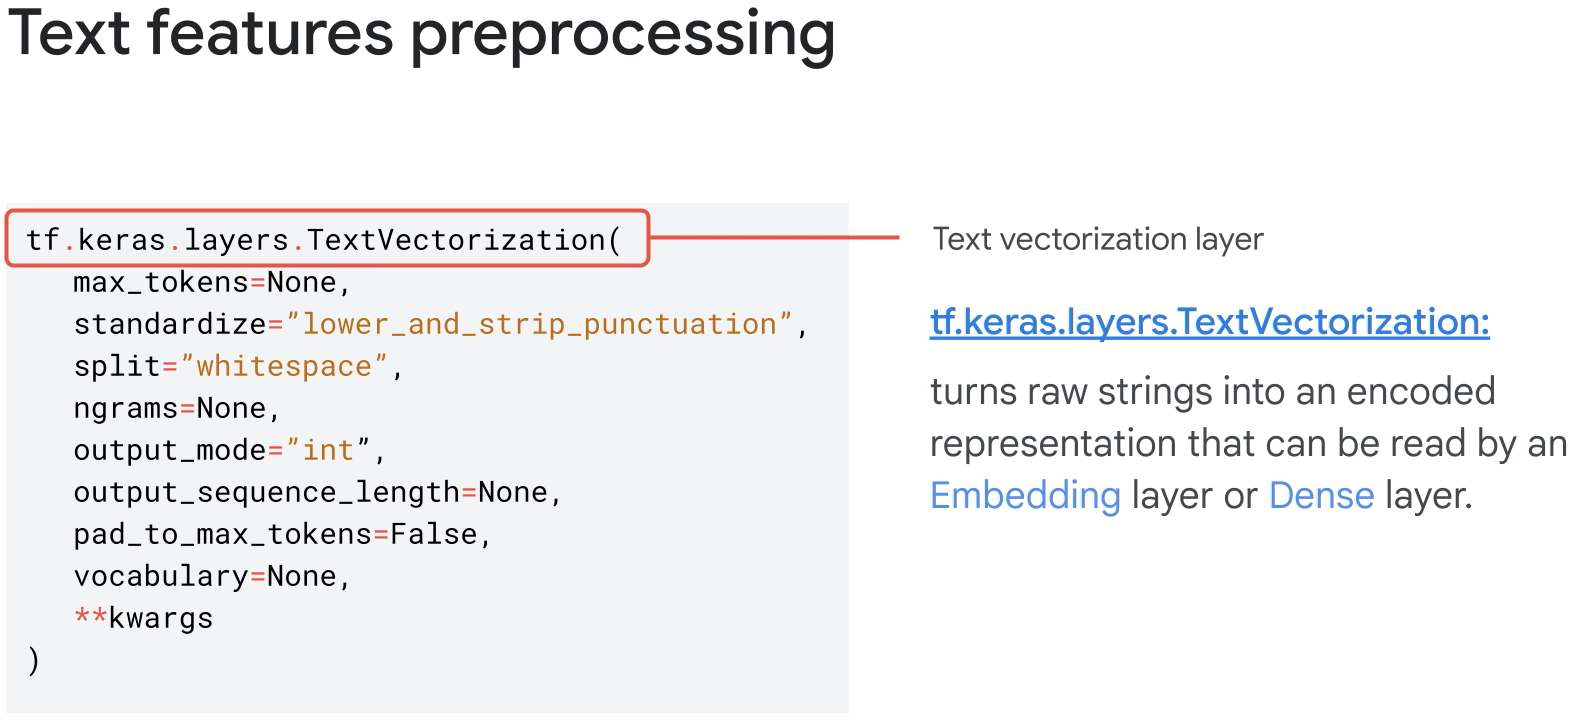 Text features preprocessing
tf.keras.layers.TextVectorization(
max_tokens=None,
standardize=”lower_and_strip_punctuation”,
split=”whitespace”,
ngrams=None,
output_mode=”int”,
output_sequence_length=None,
pad_to_max_tokens=False,
vocabulary=None,
**kwargs
)
Text vectorization layer
tf.keras.layers.TextVectorization:
turns raw strings into an encoded
representation that can be read by an
Embedding layer or Dense layer.